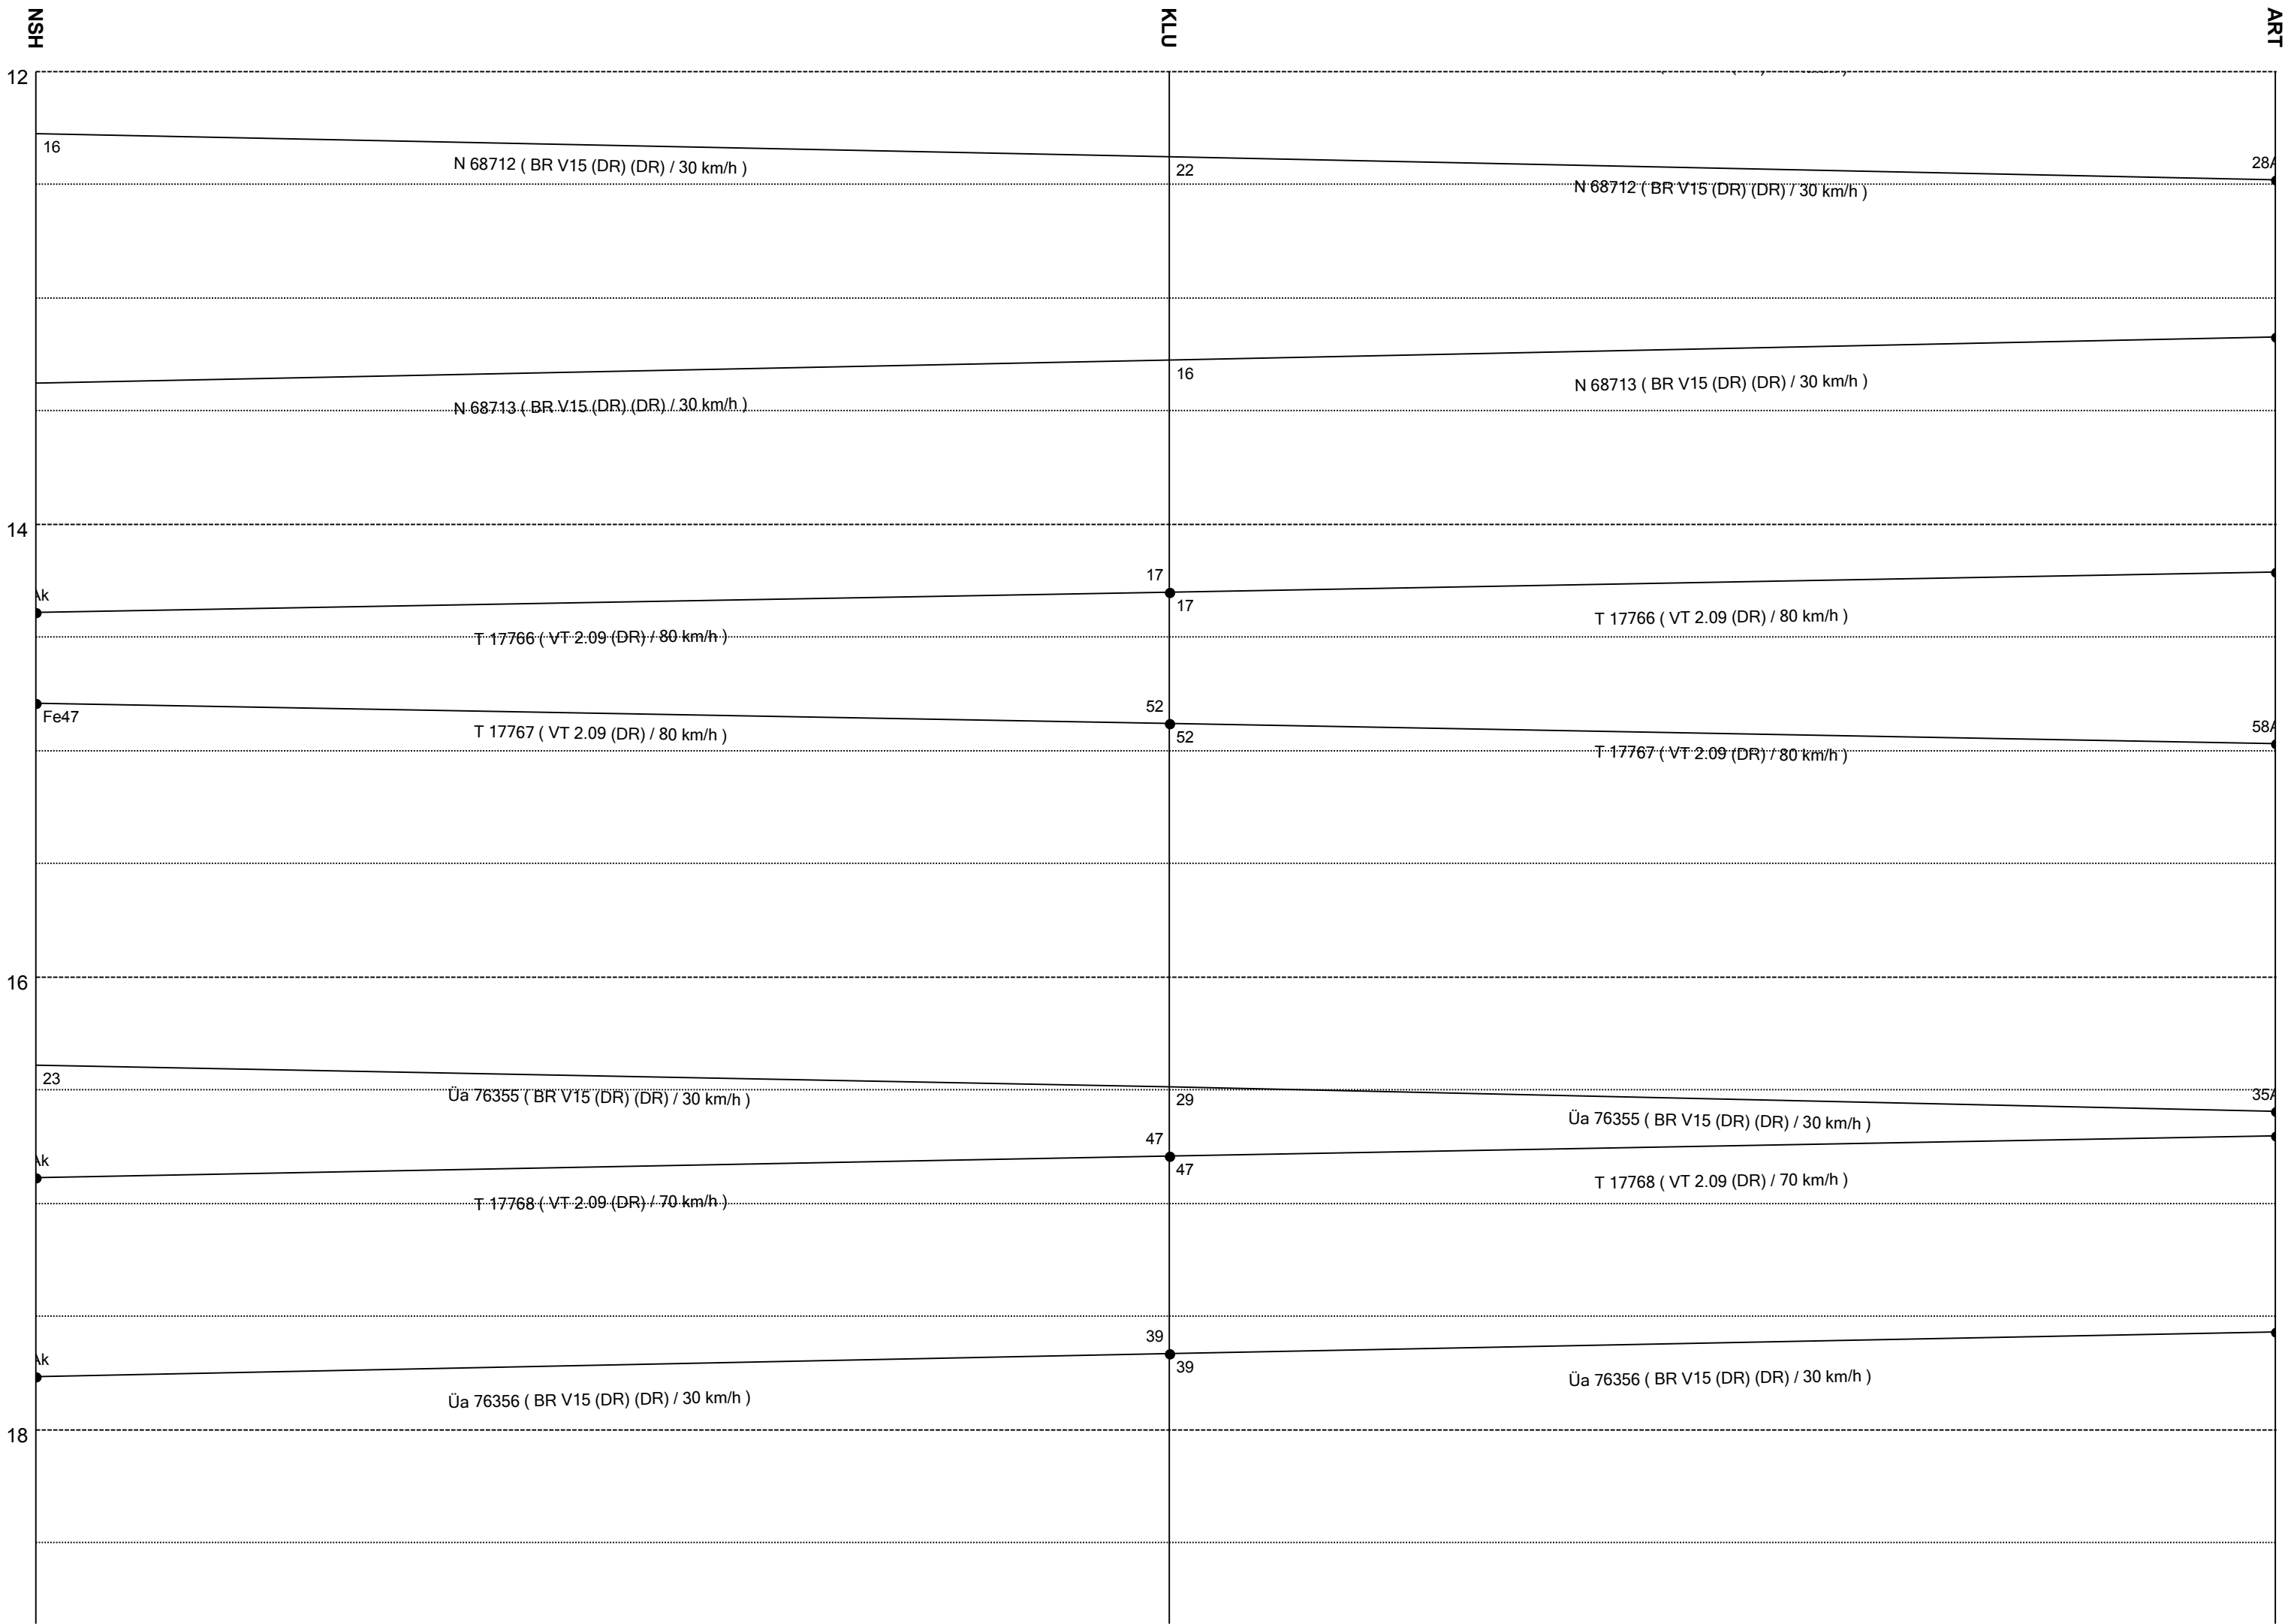 NSH
KLU
ART
12
16
N 68712 ( BR V15 (DR) (DR) / 30 km/h )
22
28A
N 68712 ( BR V15 (DR) (DR) / 30 km/h )
16
N 68713 ( BR V15 (DR) (DR) / 30 km/h )
N 68713 ( BR V15 (DR) (DR) / 30 km/h )
14
17
Ak
17
T 17766 ( VT 2.09 (DR) / 80 km/h )
T 17766 ( VT 2.09 (DR) / 80 km/h )
52
Fe47
T 17767 ( VT 2.09 (DR) / 80 km/h )
52
58A
T 17767 ( VT 2.09 (DR) / 80 km/h )
16
23
Üa 76355 ( BR V15 (DR) (DR) / 30 km/h )
29
35A
Üa 76355 ( BR V15 (DR) (DR) / 30 km/h )
47
Ak
47
T 17768 ( VT 2.09 (DR) / 70 km/h )
T 17768 ( VT 2.09 (DR) / 70 km/h )
39
Ak
39
Üa 76356 ( BR V15 (DR) (DR) / 30 km/h )
Üa 76356 ( BR V15 (DR) (DR) / 30 km/h )
18